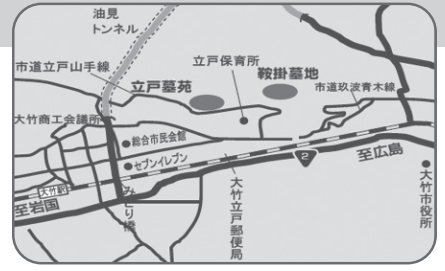 油見
トンネル
市道立戸山手線
立戸保育所
立戸墓苑
鞍掛墓地
市道玖波青木線
大竹商工会議所
総合市民会館
セブンイレブン
2
至広島
大竹駅
至岩国
みどり橋
大竹立戸郵便局
大竹市役所